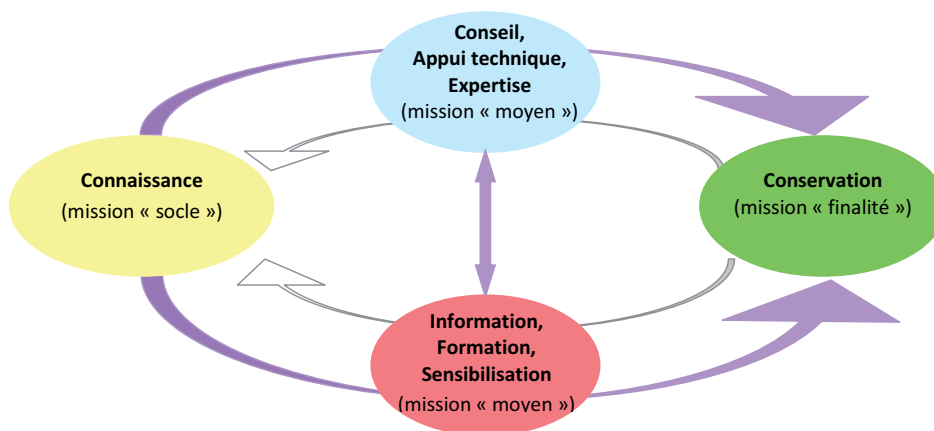 Conseil,
Appui technique,
Expertise
(mission « moyen »)
Connaissance
(mission « socle »)
Conservation
(mission « finalité »)
Information,
Formation,
Sensibilisation
(mission « moyen »)